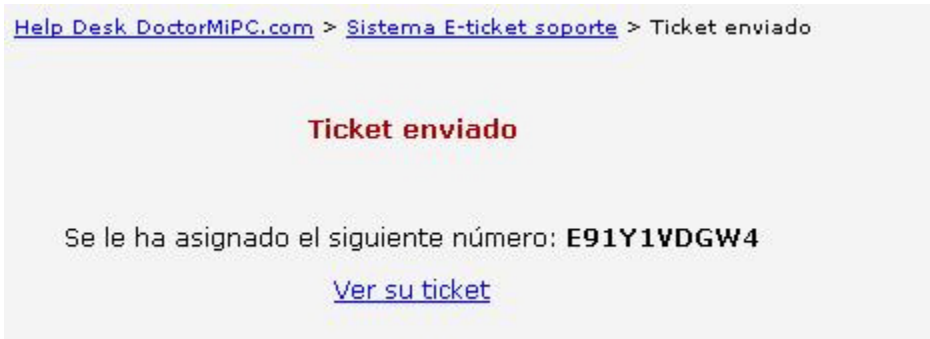 Help Desk DoctorMiPC.com > Sistema E-ticket soporte > Ticket enviado
Ticket enviado
Se le ha asignado el siguiente número: E91Y1VDGW4
Ver su ticket